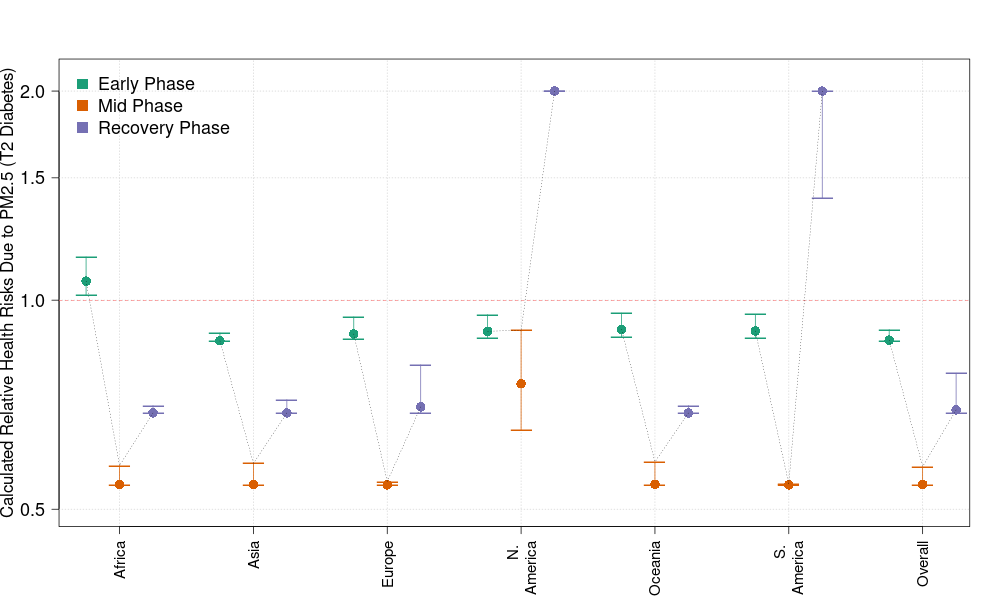 Calculated Relative Health Risks Due to PM2.5 (T2 Diabetes)
Early Phase
Mid Phase
Recovery Phase
2.0
1.5
1.0
0.5
Africa
Asia
Europe
N.
America
Oceania
S.
America
Overall